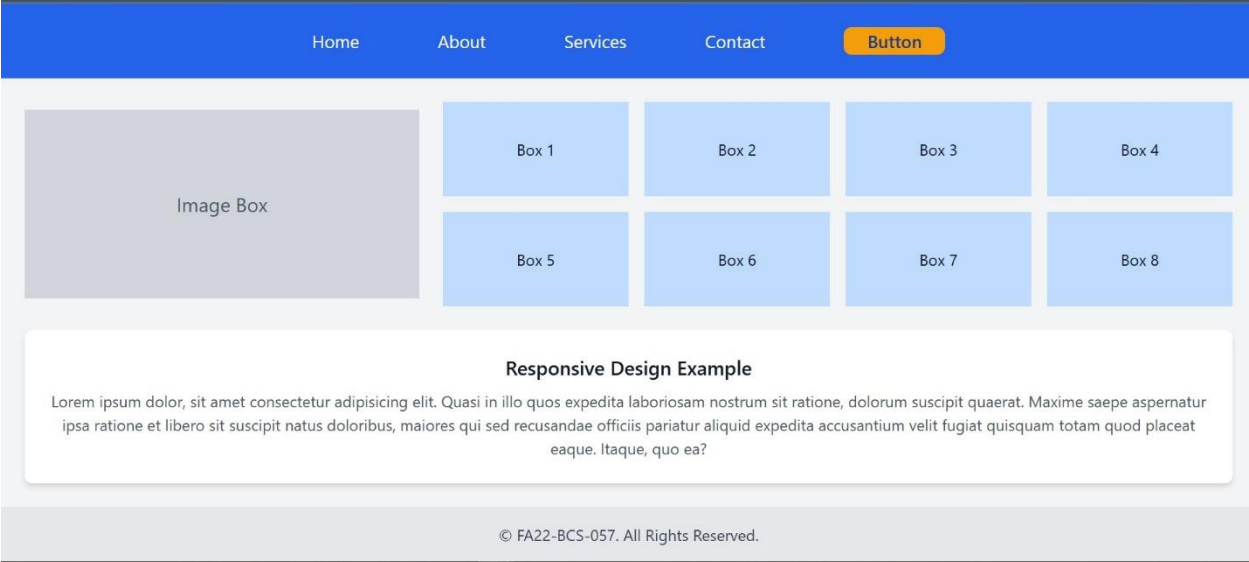 Home About Services Contact Button
Image Box
Box 1 Box 2 Box 3 Box 4
Box 5 Box 6 Box 7 Box 8
Responsive Design Example
Lorem ipsum dolor, sit amet consectetur adipisicing elit. Quasi in illo quos expedita laboriosam nostrum sit ratione, dolorum suscipit quaerat. Maxime saepe aspernatur
ipsa ratione et libero sit suscipit natus doloribus, maiores qui sed recusandae officiis pariatur aliquid expedita accusantium velit fugiat quisquam totam quod placeat
eaque. Itaque, quo ea?
© FA22-BCS-057. All Rights Reserved.